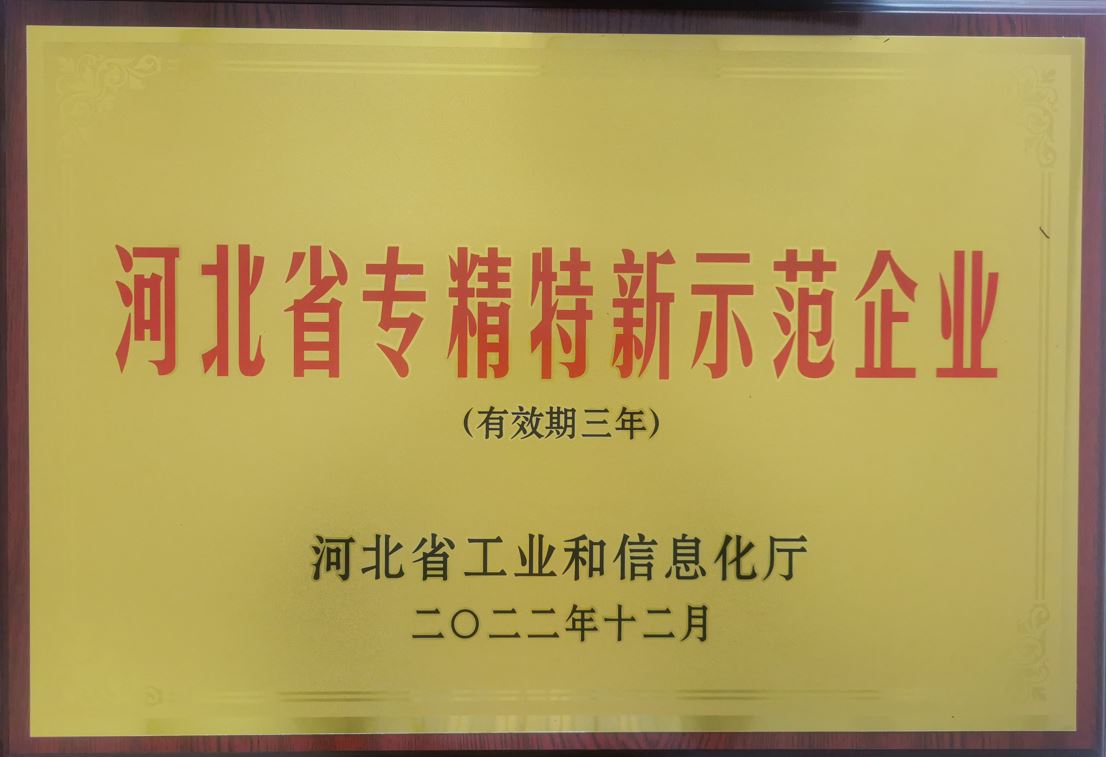 河北省专精特新示范企业
(有效期三年)
河北省工业和信息化厅
二〇二二年十二月